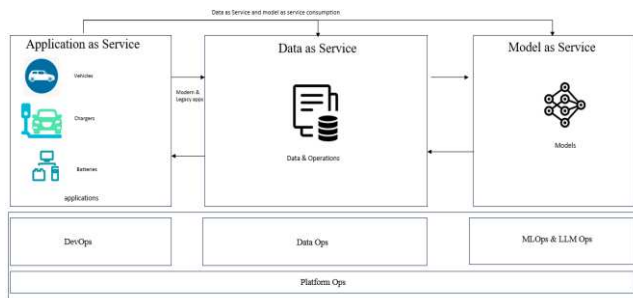 Data as Service and model as service consumption
Application as Service
Data as Service
Model as Service
Vehicles
Modern &
Legacy apps
Chargers
Data & Operations
Models
Batteries
applications
DevOps
Data Ops
MLOps & LLM Ops
Platform Ops